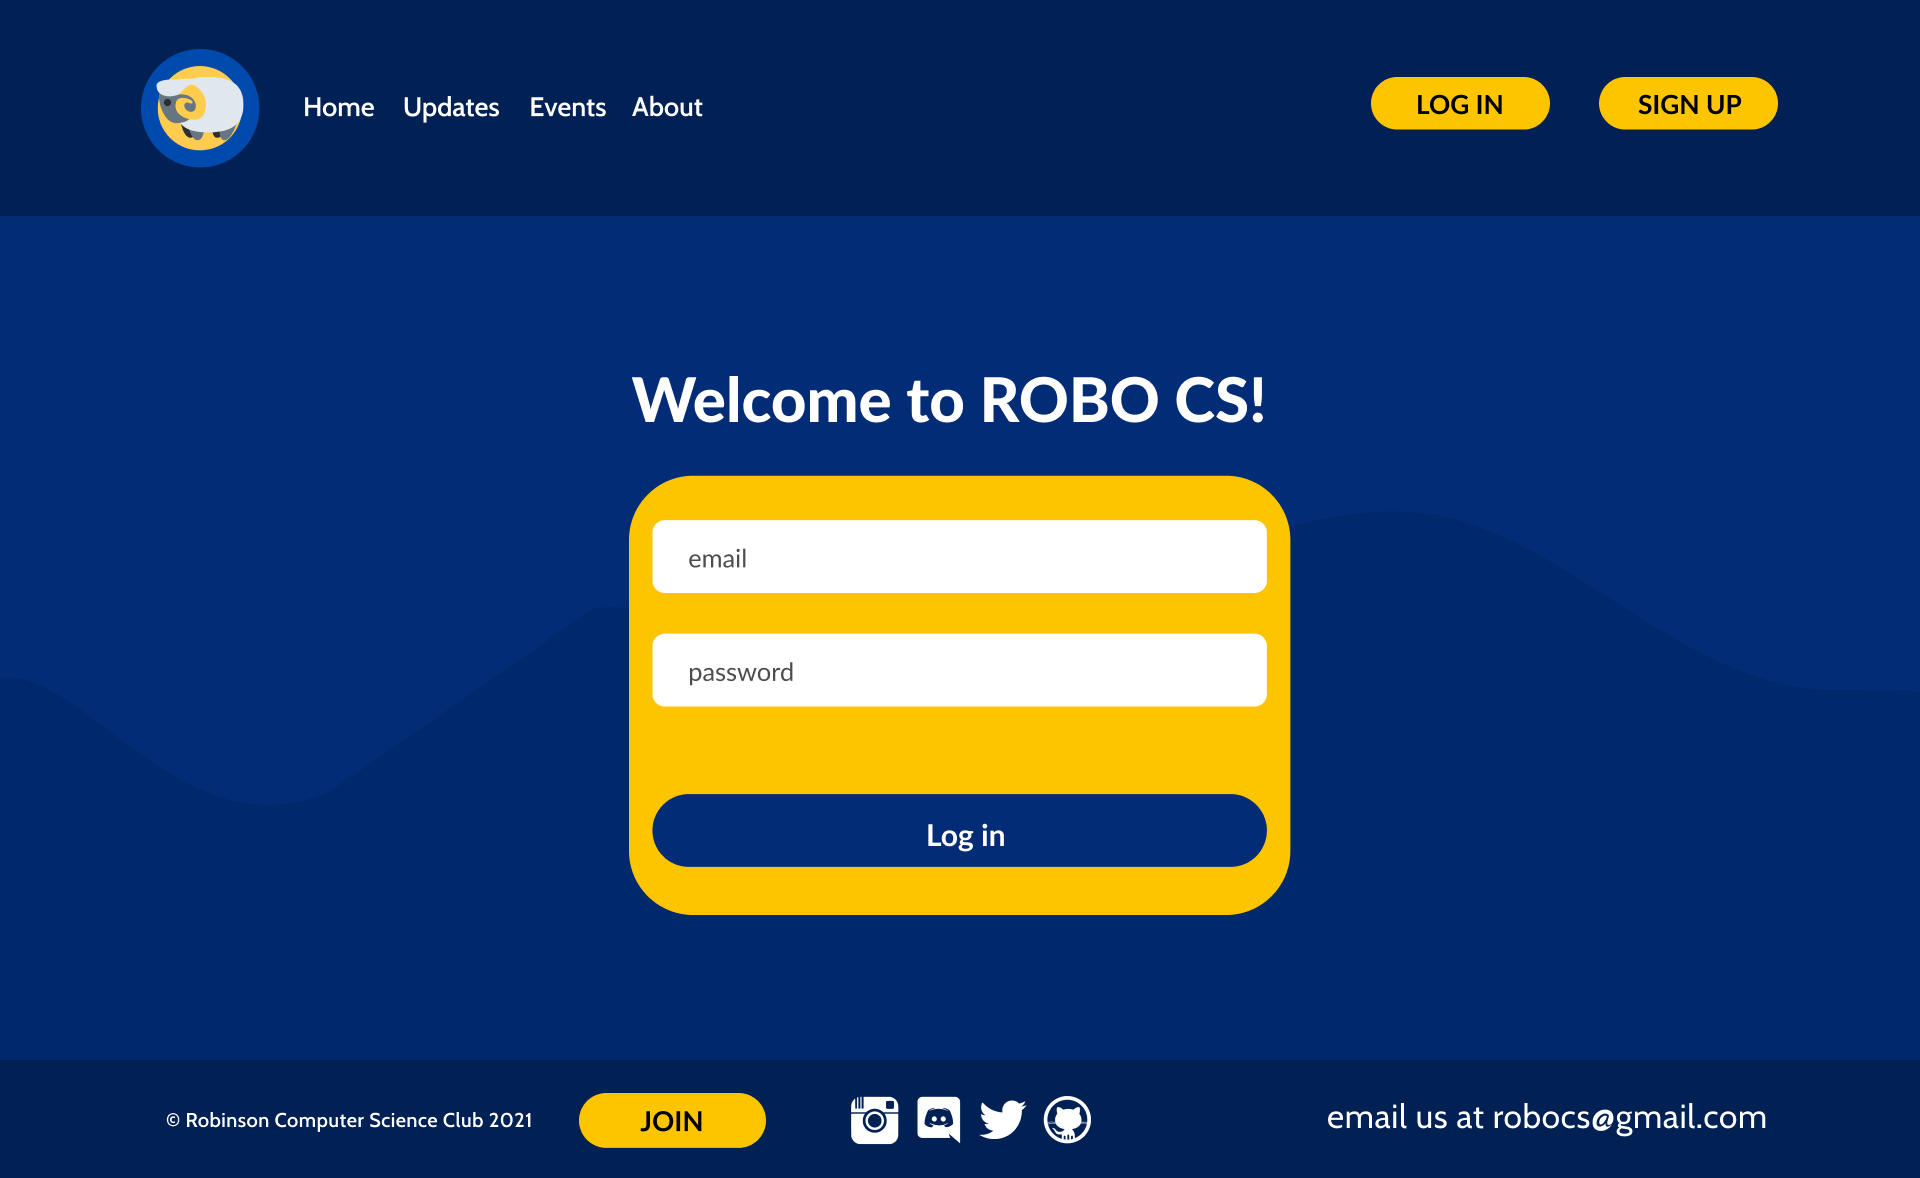 Home Updates Events About LOG IN SIGN UP
Welcome to ROBO CS!
email
password
Log in
© Robinson Computer Science Club 2021 JOIN email us at robocs@gmail.com